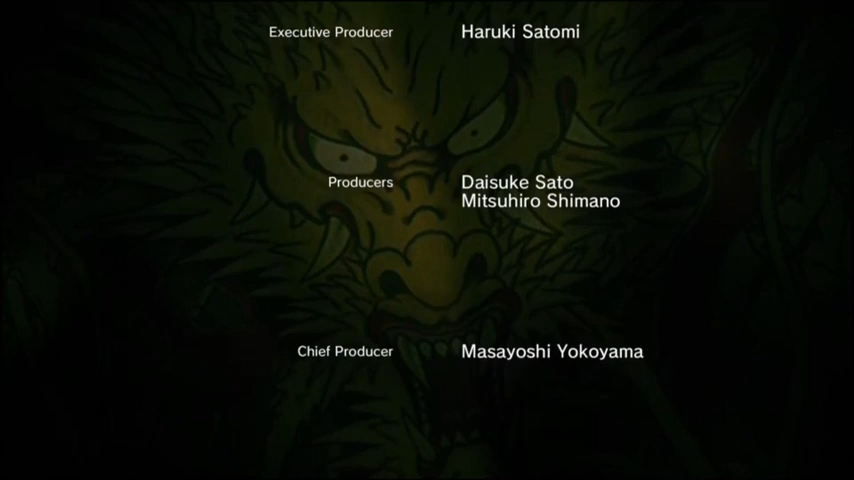 Executive Producer Haruki Satomi
Producers Daisuke Sato
Mitsuhiro Shimano
Chief Producer Masayoshi Yokoyama